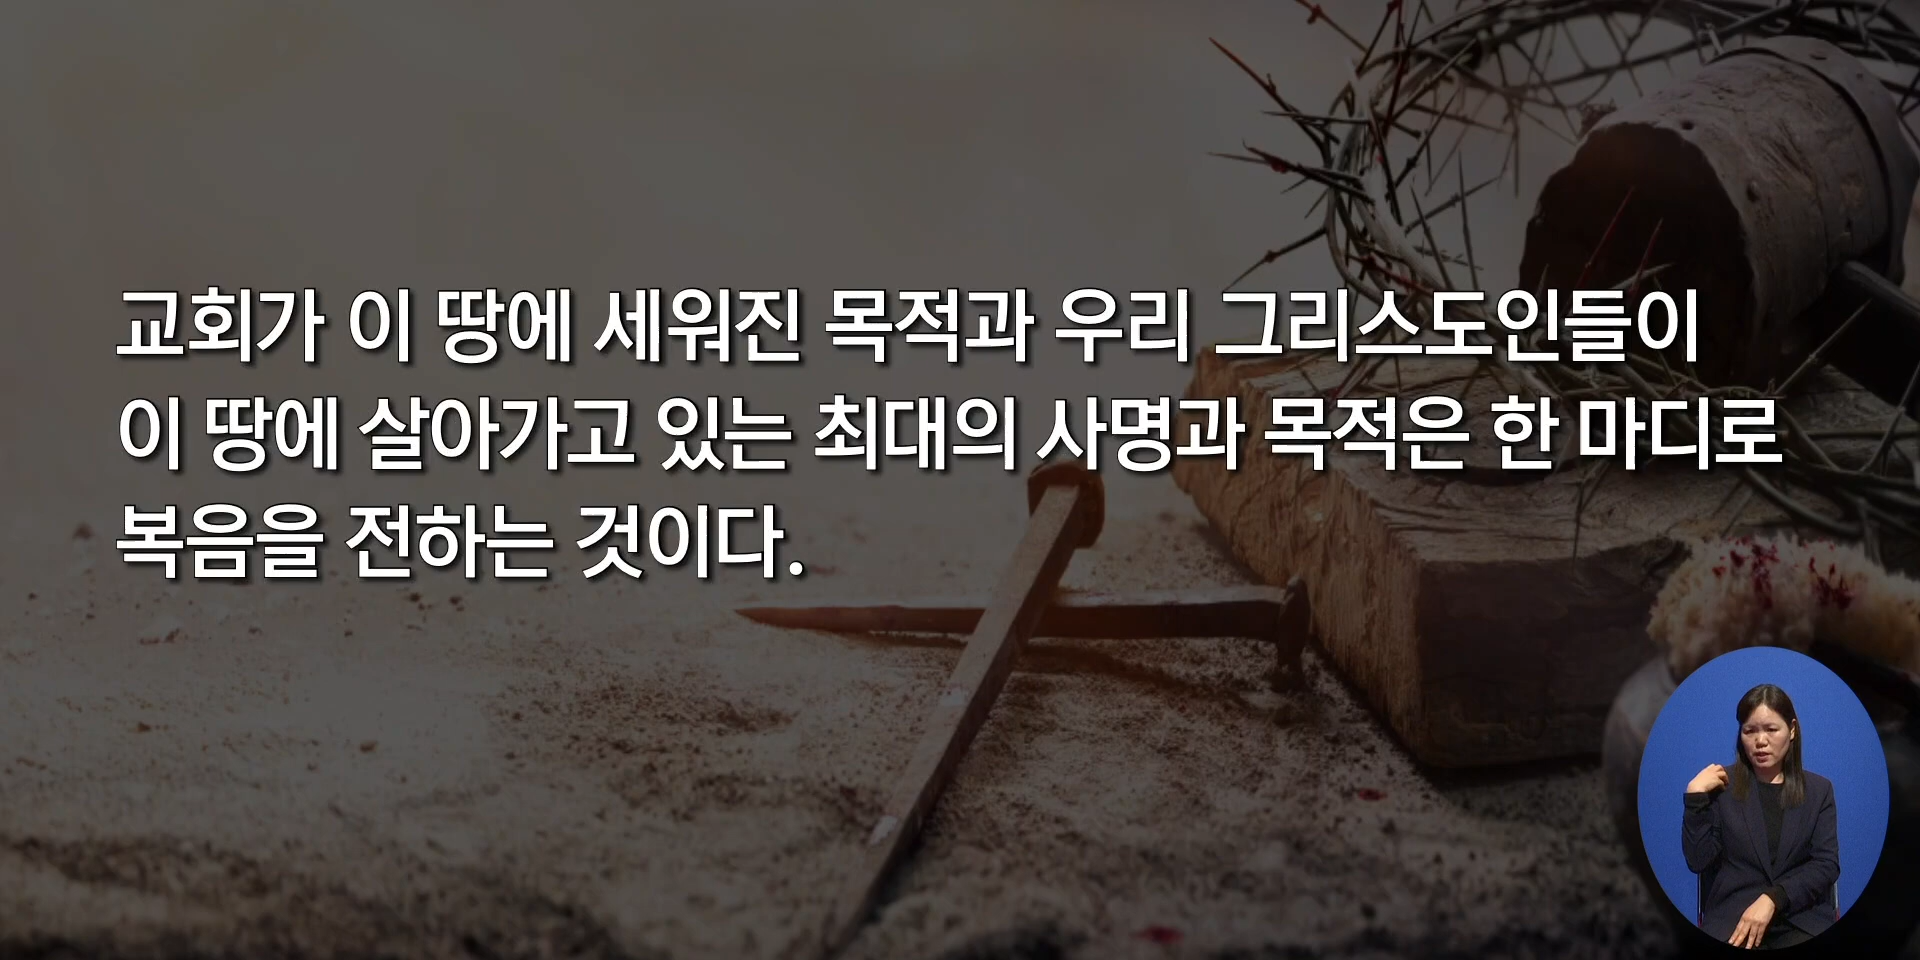 교회가 이 땅에 세워진 목적과 우리 그리스도인들이
이 땅에 살아가고 있는 최대의 사명과 목적은 한 마디로
복음을 전하는 것이다.